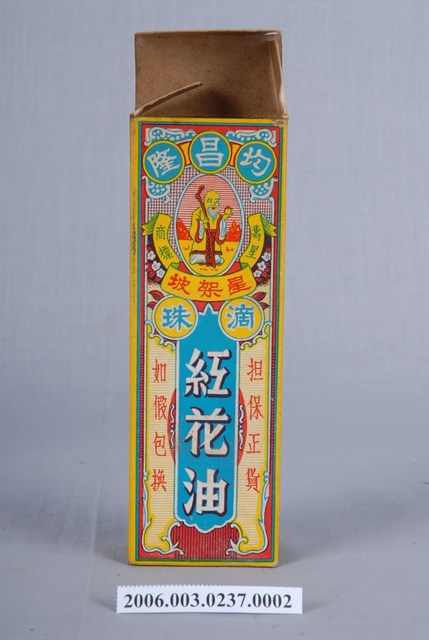 均昌隆
壽星
商標
星架坡
滴珠
紅花油
担保正貨
如假包換
2006.003.0237.0002